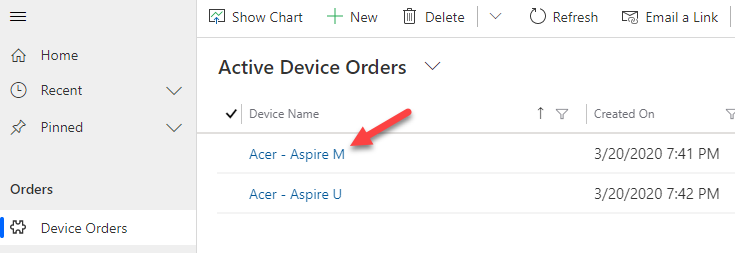 Show Chart New Delete Refresh Email a Link
Home
Recent
Pinned
Orders
Device Orders
Active Device Orders
Device Name Created On
Acer - Aspire M 3/20/2020 7:41 PM
Acer - Aspire U 3/20/2020 7:42 PM